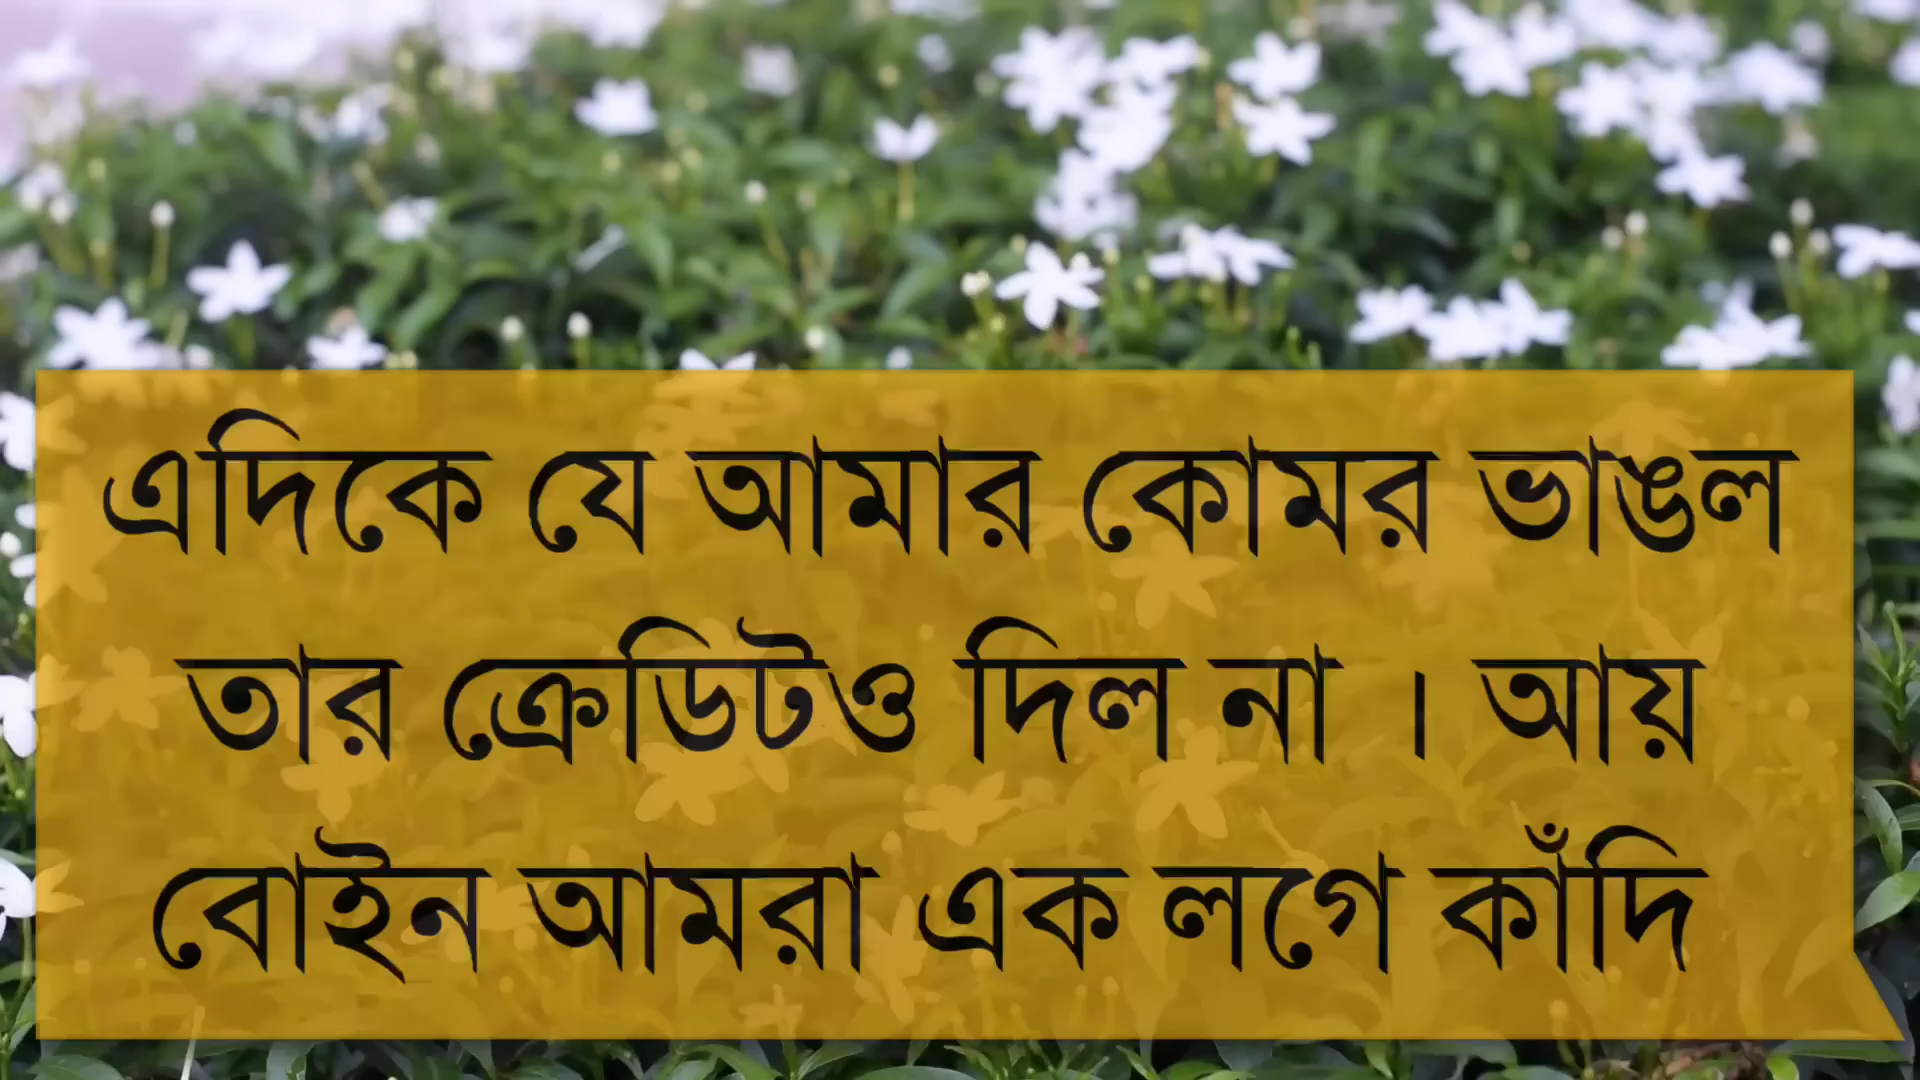 এদিকে যে আমার কোমর ভাঙল
তার ক্রেডিটও দিল না । আয়
বোইন আমরা এক লগে কাঁদি